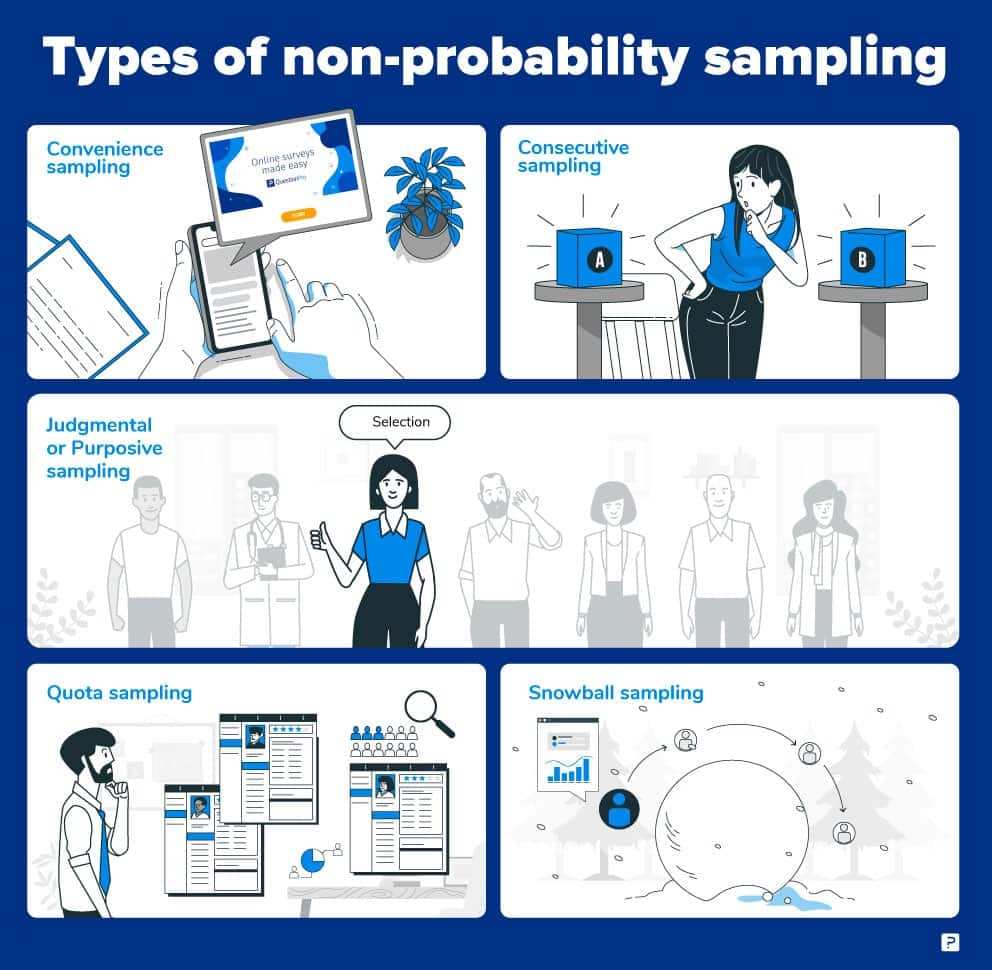 Types of non-probability sampling
Convenience
sampling
Online surveys
made easy
QuestionPro
Consecutive
sampling
A
B
Judgmental
or Purposive
sampling
Selection
Quota sampling
Snowball sampling